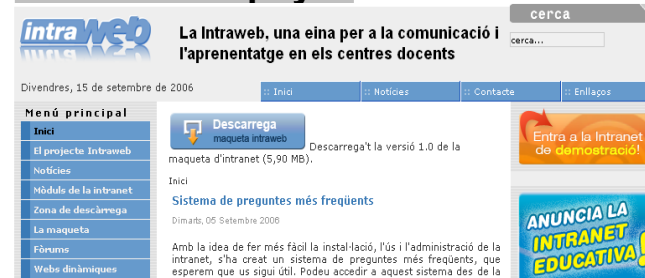 cerca
intraweb
La Intraweb, una eina per a la comunicació i
l'aprenentatge en els centres docents
cerca...
Divendres, 15 de setembre de 2006
:: Inici
:: Notícies
:: Contacte
:: Enllaços
Menú principal
Inici
El projecte Intraweb
Notícies
Mòduls de la intranet
Zona de descàrrega
La maqueta
Fòrums
Webs dinàmiques
Descarrega
maqueta intraweb
Descarrega't la versió 1.0 de la
maqueta d'intranet (5,90 MB).
Inici
Sistema de preguntes més freqüents
Dimarts, 05 Setembre 2006
Amb la idea de fer més fàcil la instal·lació, l'ús i l'administració de la
intranet, s'ha creat un sistema de preguntes més freqüents, que
esperem que us sigui útil. Podeu accedir a aquest sistema des de la
Entra a la Intranet
de demostració!
ANUNCIA LA
INTRANET
EDUCATIVA!